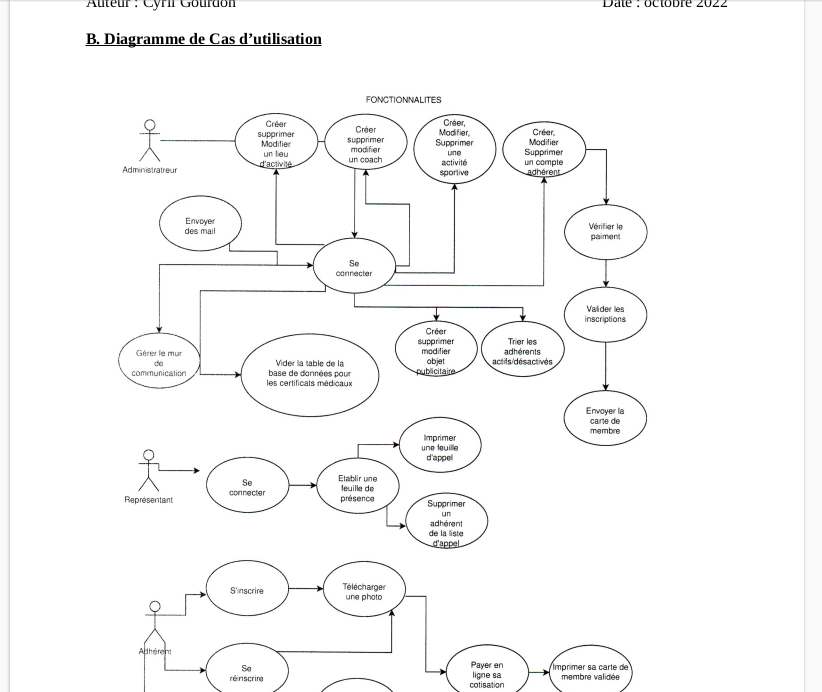 Auteur : Cyril Gourdon Date : octobre 2022
B. Diagramme de Cas d'utilisation
FONCTIONNALITES
Administratreur
Créer
supprimer
Modifier
un lieu
d'activité
Créer
supprimer
modifier
un coach
Créer,
Modifier,
Supprimer
une
activité
sportive
Créer,
Modifier
Supprimer
un compte
adhérent
Envoyer
des mail
Se
connecter
Vérifier le
paiment
Valider les
inscriptions
Envoyer la
carte de
membre
Gérer le mur
de
communication
Vider la table de la
base de données pour
les certificats médicaux
Créer
supprimer
modifier
objet
publicitaire
Trier les
adhérents
actifs/désactivés
Représentant
Se
connecter
Etablir une
feuille de
présence
Imprimer
une feuille
d'appel
Supprimer
un
adhérent
de la liste
d'appel
Adhérent
S'inscrire
Télécharger
une photo
Se
réinscrire
Payer en
ligne sa
cotisation
Imprimer sa carte de
membre validée